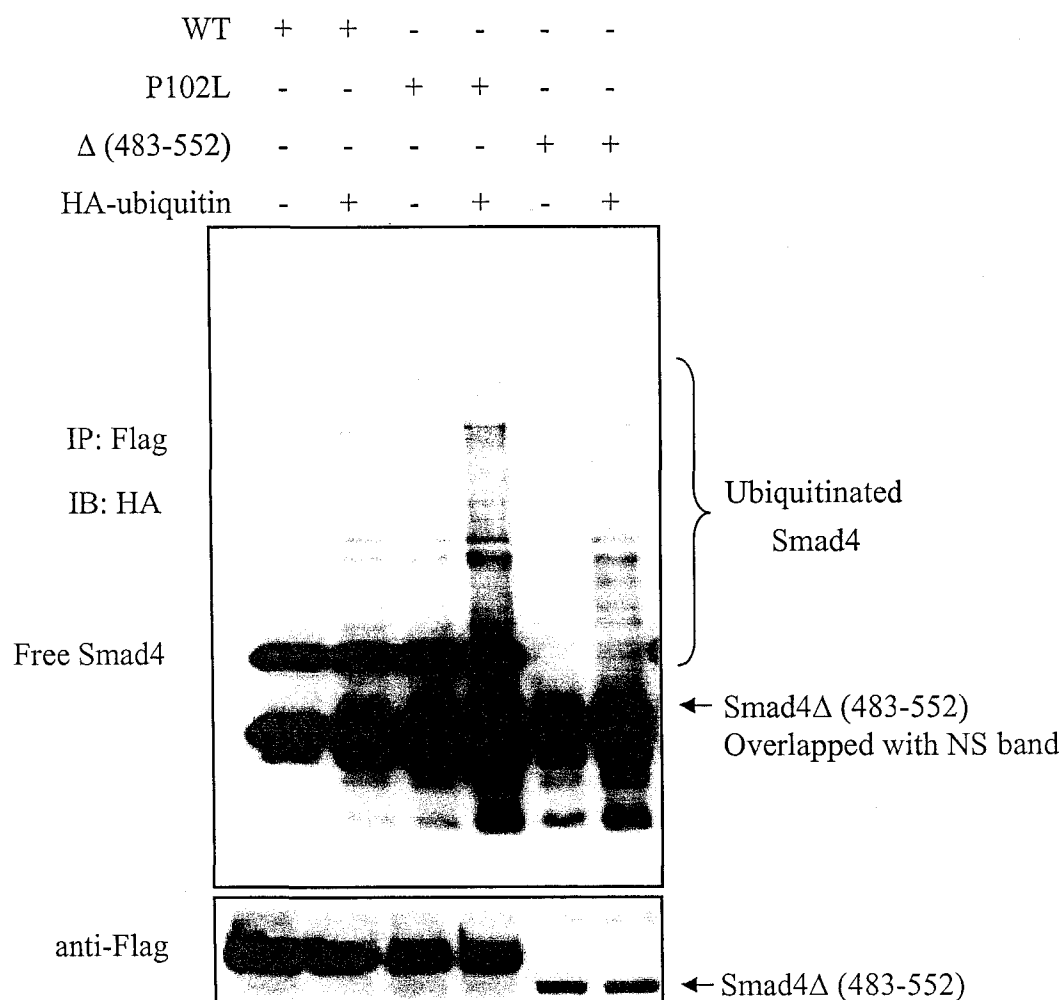 WT + + - - - -
P102L - - + + - -
Δ (483-552) - - - - + +
HA-ubiquitin - + - + - +
IP: Flag
IB: HA
Ubiquitinated
Smad4
Free Smad4
Smad4Δ (483-552)
Overlapped with NS band
anti-Flag
Smad4Δ (483-552)